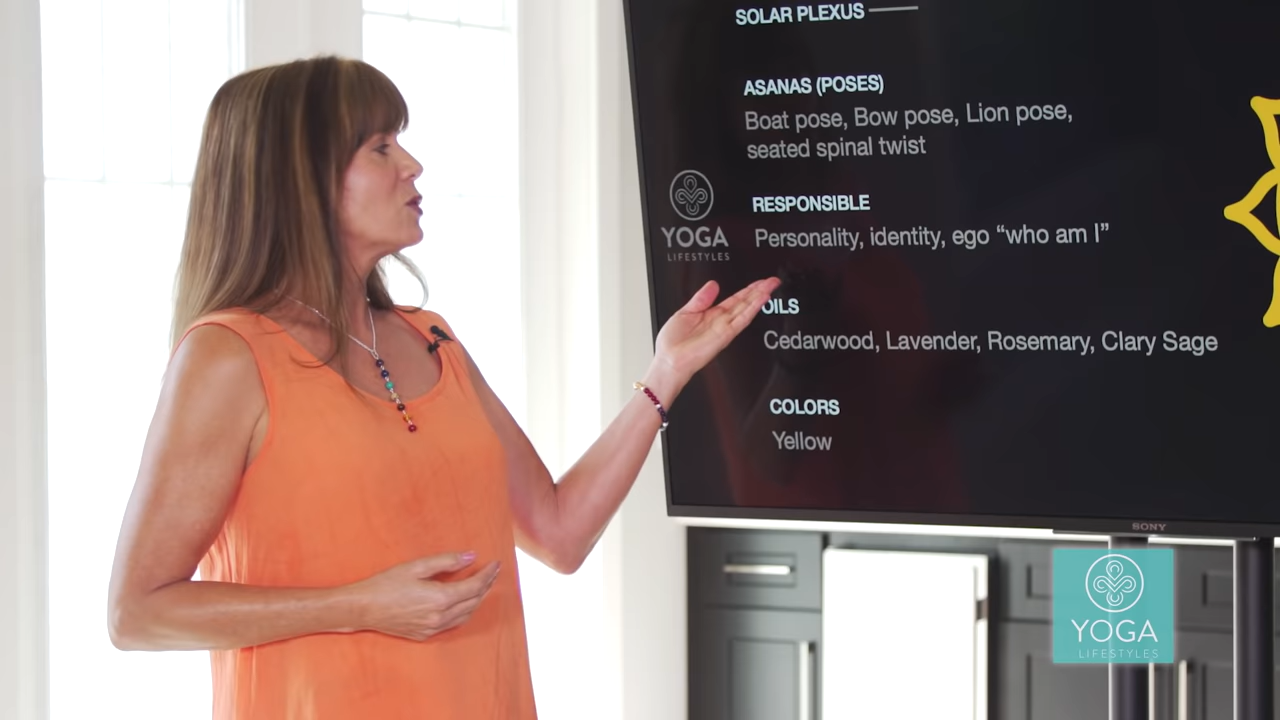 SOLAR PLEXUS
ASANAS (POSES)
Boat pose, Bow pose, Lion pose,
seated spinal twist
RESPONSIBLE
Personality, identity, ego “who am I”
OILS
Cedarwood, Lavender, Rosemary, Clary Sage
COLORS
Yellow
YOGA
LIFESTYLES
SONY
YOGA
LIFESTYLES